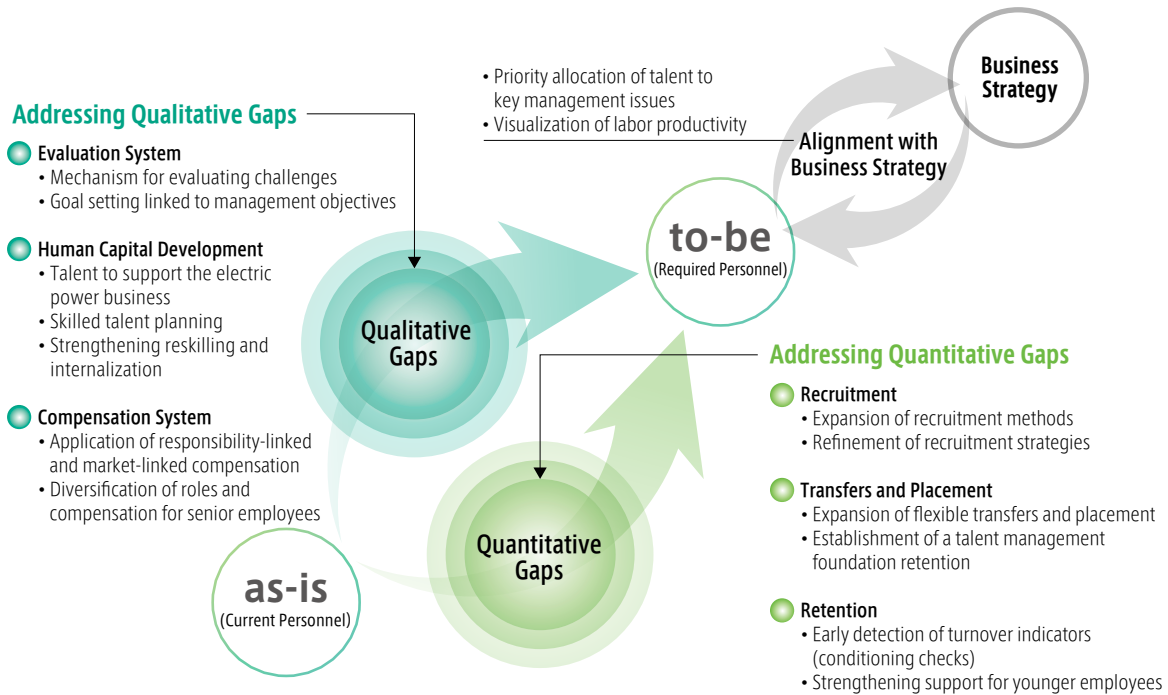 Addressing Qualitative Gaps
Evaluation System
• Mechanism for evaluating challenges
• Goal setting linked to management objectives
Human Capital Development
• Talent to support the electric
power business
• Skilled talent planning
• Strengthening reskilling and
internalization
Compensation System
• Application of responsibility-linked
and market-linked compensation
• Diversification of roles and
compensation for senior employees
• Priority allocation of talent to
key management issues
• Visualization of labor productivity
Alignment with
Business Strategy
Business
Strategy
to-be
(Required Personnel)
Qualitative
Gaps
Quantitative
Gaps
as-is
(Current Personnel)
Addressing Quantitative Gaps
Recruitment
• Expansion of recruitment methods
• Refinement of recruitment strategies
Transfers and Placement
• Expansion of flexible transfers and placement
• Establishment of a talent management
foundation retention
Retention
• Early detection of turnover indicators
(conditioning checks)
• Strengthening support for younger employees